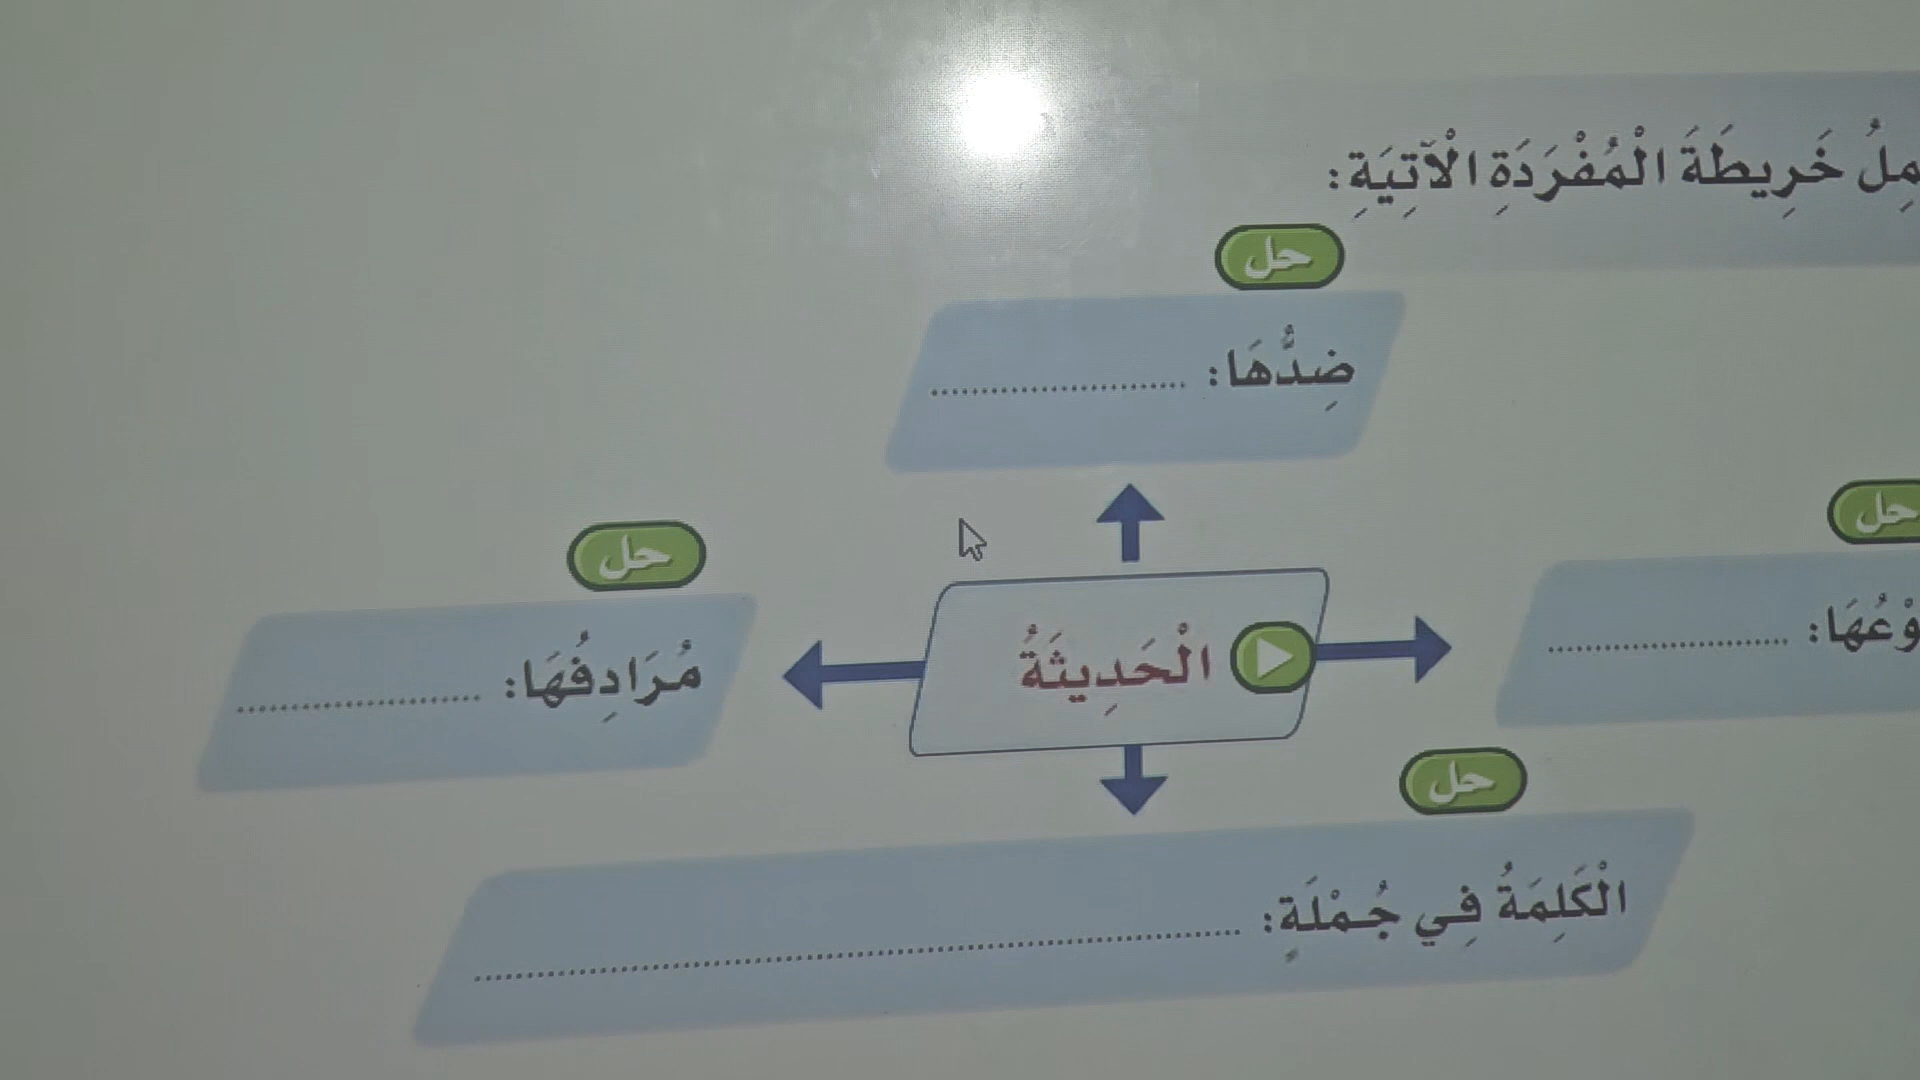 خَرِيطَةَ الْمُفْرَدَةِ الْآتِيَةِ:
حل
ضِدُّهَا: ......................
حل
حل
الْحَدِيثَةُ
مُرَادِفُهَا: ......................
حل
الْكَلِمَةُ فِي جُمْلَةٍ: ............................................................